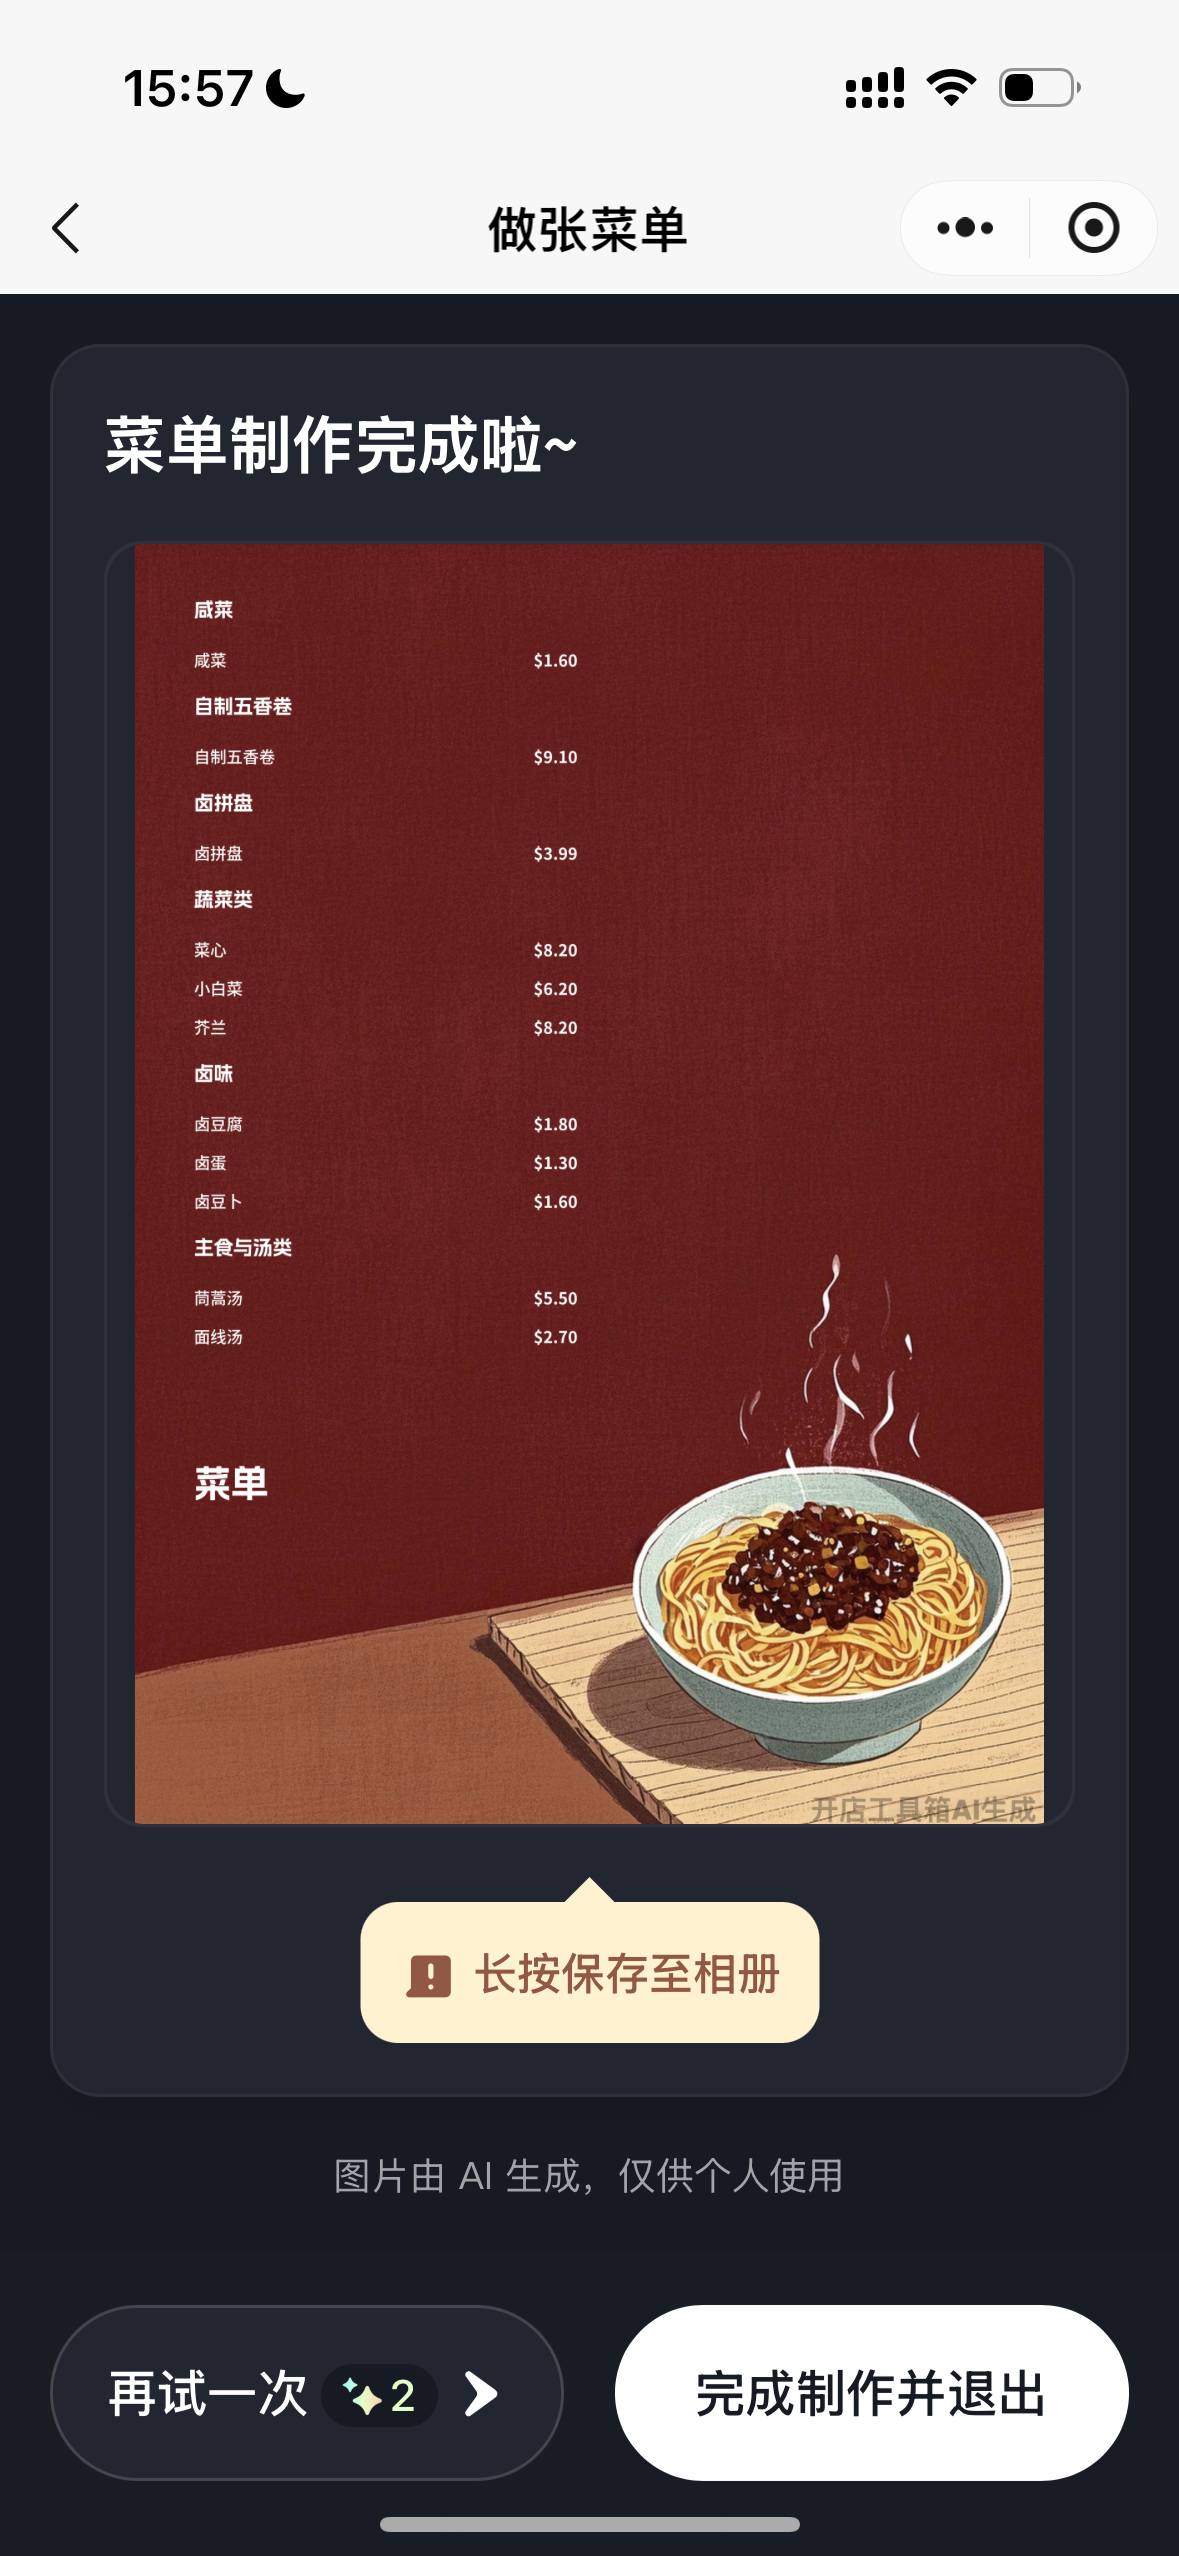 15:57
做张菜单
菜单制作完成啦~
咸菜
咸菜 $1.60
自制五香卷
自制五香卷 $9.10
卤拼盘
卤拼盘 $3.99
蔬菜类
菜心 $8.20
小白菜 $6.20
芥兰 $8.20
卤味
卤豆腐 $1.80
卤蛋 $1.30
卤豆卜 $1.60
主食与汤类
茼蒿汤 $5.50
面线汤 $2.70
菜单
开店工具箱AI生成
长按保存至相册
图片由 AI 生成，仅供个人使用
再试一次 2
完成制作并退出